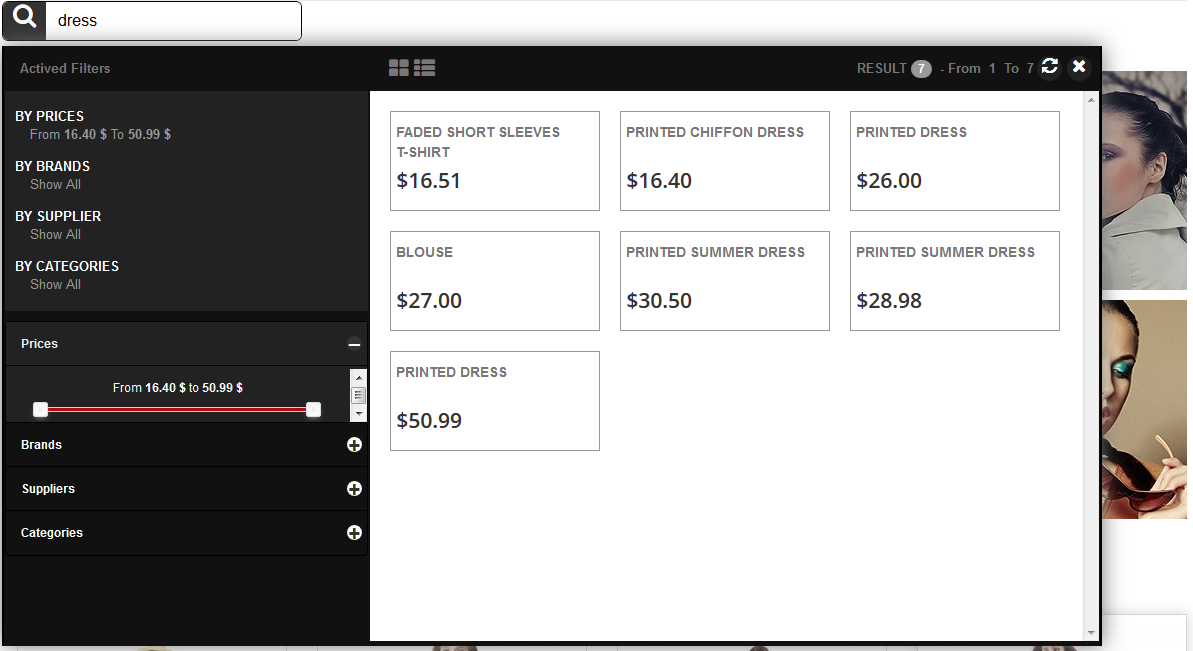 dress
Actived Filters
RESULT 7 - From 1 To 7
BY PRICES
From 16.40 $ To 50.99 $
BY BRANDS
Show All
BY SUPPLIER
Show All
BY CATEGORIES
Show All
Prices
From 16.40 $ to 50.99 $
Brands
Suppliers
Categories
FADED SHORT SLEEVES
T-SHIRT
$16.51
PRINTED CHIFFON DRESS
$16.40
PRINTED DRESS
$26.00
BLOUSE
$27.00
PRINTED SUMMER DRESS
$30.50
PRINTED SUMMER DRESS
$28.98
PRINTED DRESS
$50.99